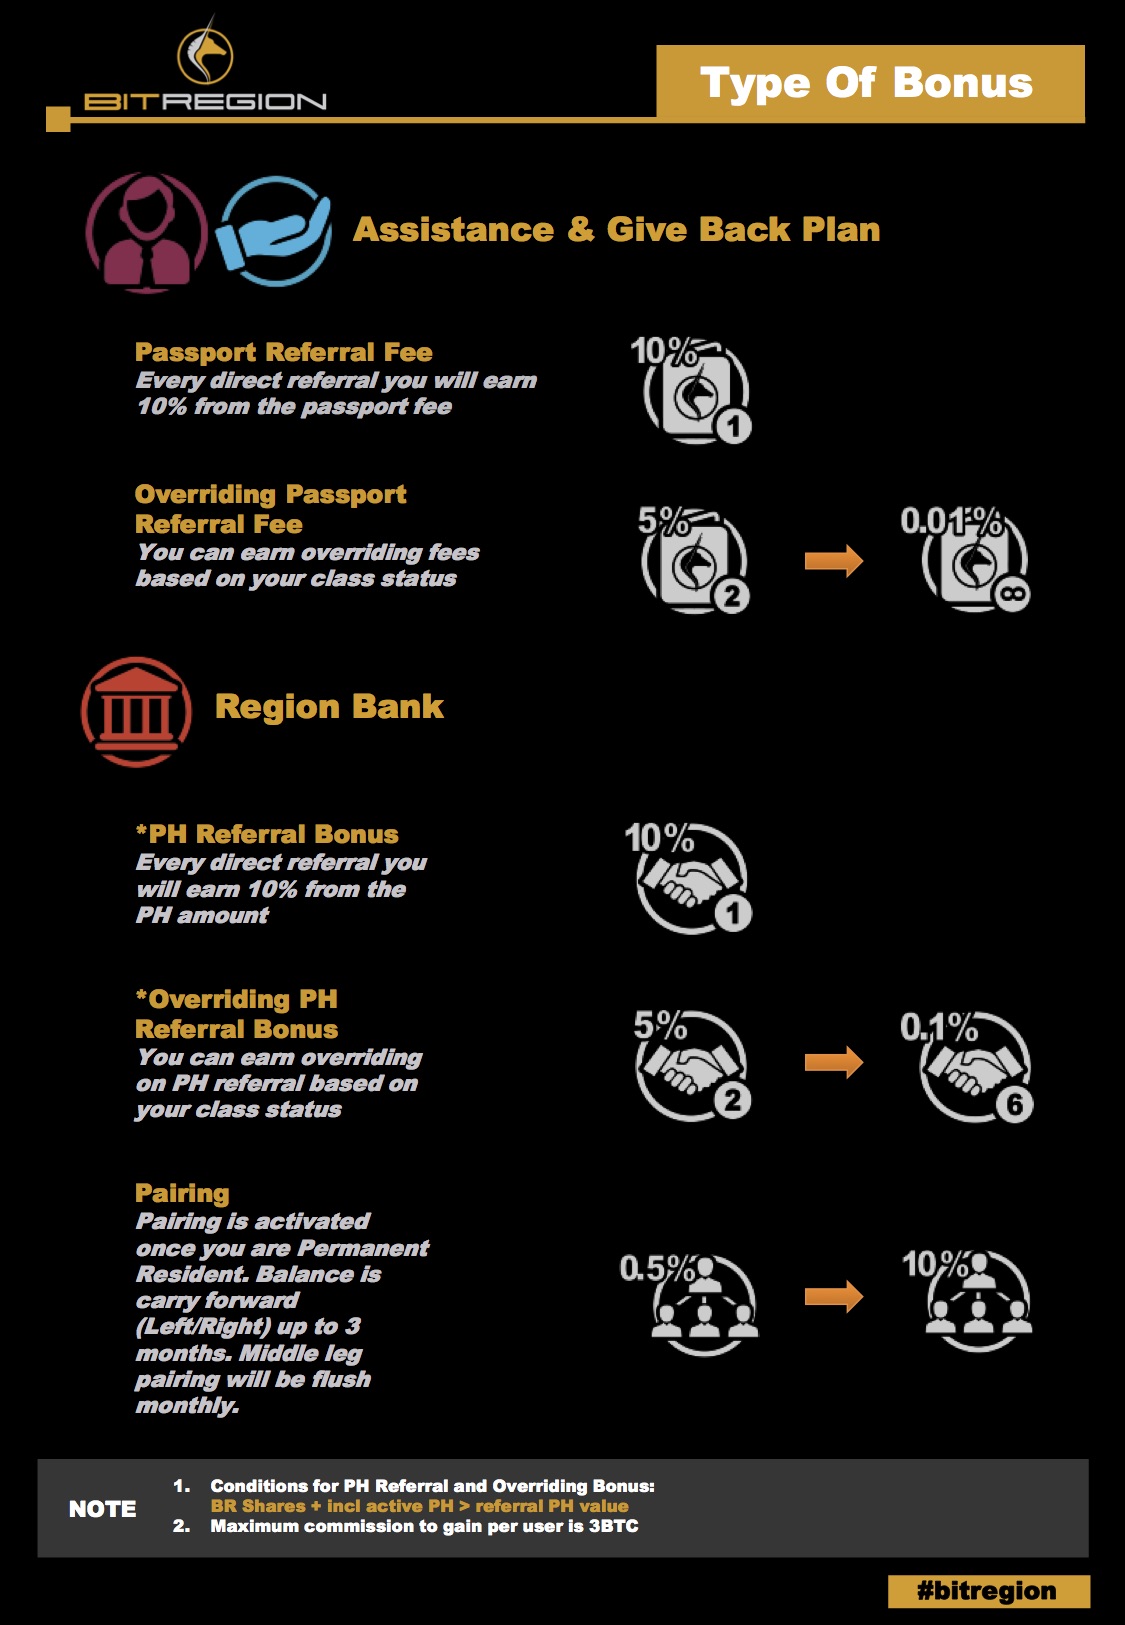 BITREGION
Type Of Bonus
Assistance & Give Back Plan
Passport Referral Fee
Every direct referral you will earn
10% from the passport fee
10%
1
Overriding Passport
Referral Fee
You can earn overriding fees
based on your class status
5%
2
0.01%
∞
Region Bank
*PH Referral Bonus
Every direct referral you
will earn 10% from the
PH amount
10%
1
*Overriding PH
Referral Bonus
You can earn overriding
on PH referral based on
your class status
5%
2
0.1%
6
Pairing
Pairing is activated
once you are Permanent
Resident. Balance is
carry forward
(Left/Right) up to 3
months. Middle leg
pairing will be flush
monthly.
0.5%
10%
NOTE
1. Conditions for PH Referral and Overriding Bonus:
BR Shares + incl active PH > referral PH value
2. Maximum commission to gain per user is 3BTC
#bitregion